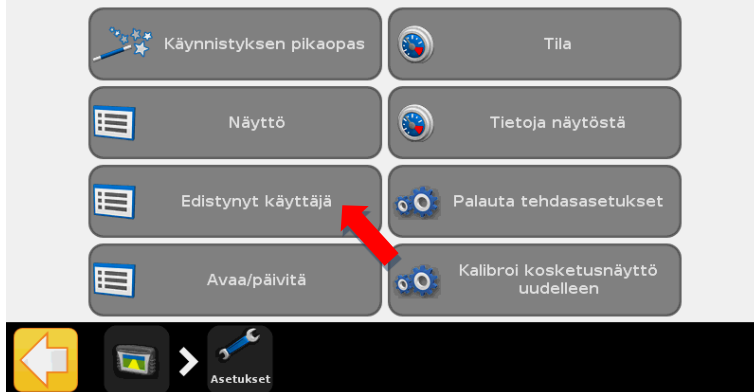 Käynnistyksen pikaopas
Tila
Näyttö
Tietoja näytöstä
Edistynyt käyttäjä
Palauta tehdasasetukset
Avaa/päivitä
Kalibroi kosketusnäyttö
uudelleen
Asetukset